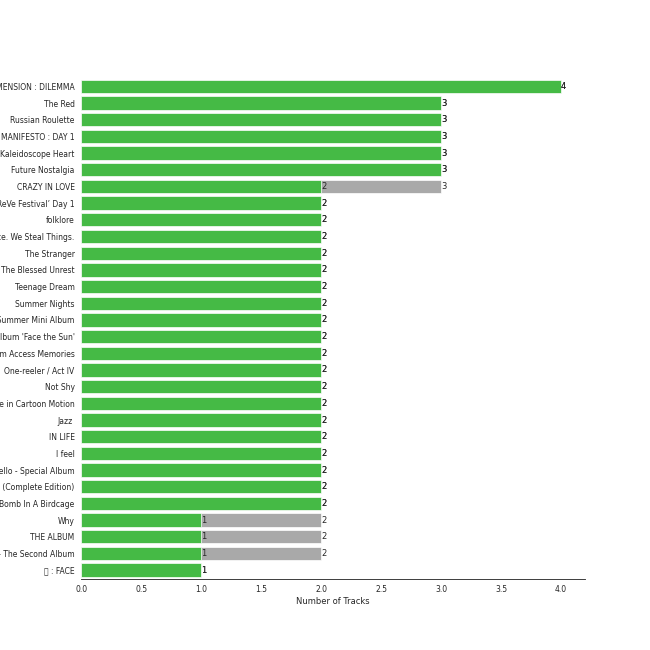 MENSION : DILEMMA 4
The Red 3
Russian Roulette 3
MANIFESTO : DAY 1 3
Kaleidoscope Heart 3
Future Nostalgia 3
CRAZY IN LOVE 2 3
ReVe Festival' Day 1 2
folklore 2
ce. We Steal Things. 2
The Stranger 2
The Blessed Unrest 2
Teenage Dream 2
Summer Nights 2
Summer Mini Album 2
lbum 'Face the Sun' 2
m Access Memories 2
One-reeler / Act IV 2
Not Shy 2
e in Cartoon Motion 2
Jazz 2
IN LIFE 2
I feel 2
ello - Special Album 2
(Complete Edition) 2
Bomb In A Birdcage 2
Why 1 2
THE ALBUM 1 2
- The Second Album 1 2
: FACE 1
0.0 0.5 1.0 1.5 2.0 2.5 3.0 3.5 4.0
Number of Tracks